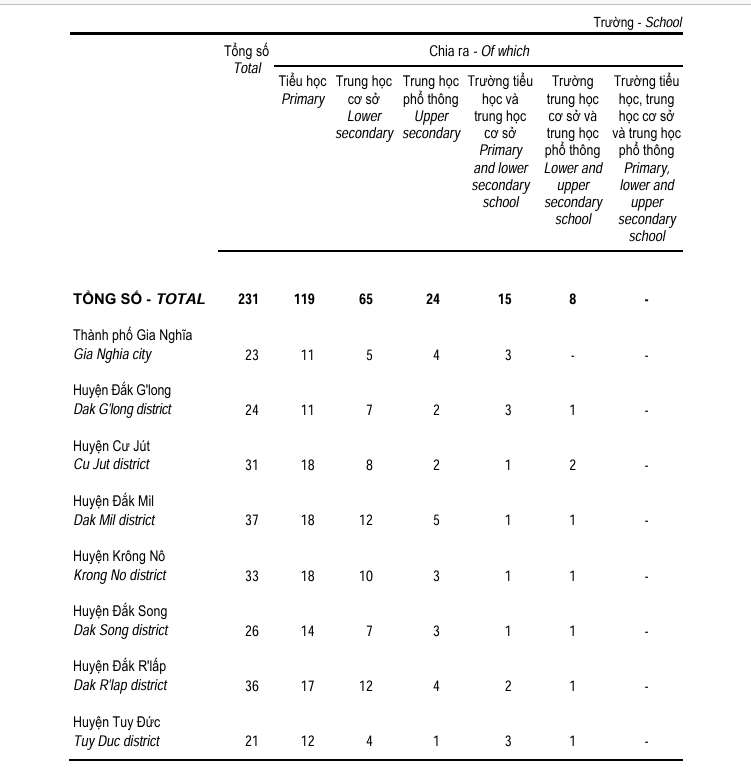 Trường - School
Tổng số Chia ra - Of which
Total
Tiểu học Trung học Trung học Trường tiểu Trường Trường tiểu
Primary cơ sở phổ thông học và trung học học, trung
Lower Upper trung học cơ sở và học cơ sở
secondary secondary cơ sở trung học và trung học
Primary phổ thông phổ thông
and lower Lower and Primary,
secondary upper lower and
school secondary upper
school secondary
school
TỔNG SỐ - TOTAL 231 119 65 24 15 8 -
Thành phố Gia Nghĩa
Gia Nghia city 23 11 5 4 3 - -
Huyện Đắk G'long
Dak G'long district 24 11 7 2 3 1 -
Huyện Cư Jút
Cu Jut district 31 18 8 2 1 2 -
Huyện Đắk Mil
Dak Mil district 37 18 12 5 1 1 -
Huyện Krông Nô
Krong No district 33 18 10 3 1 1 -
Huyện Đắk Song
Dak Song district 26 14 7 3 1 1 -
Huyện Đắk R'lấp
Dak R'lap district 36 17 12 4 2 1 -
Huyện Tuy Đức
Tuy Duc district 21 12 4 1 3 1 -